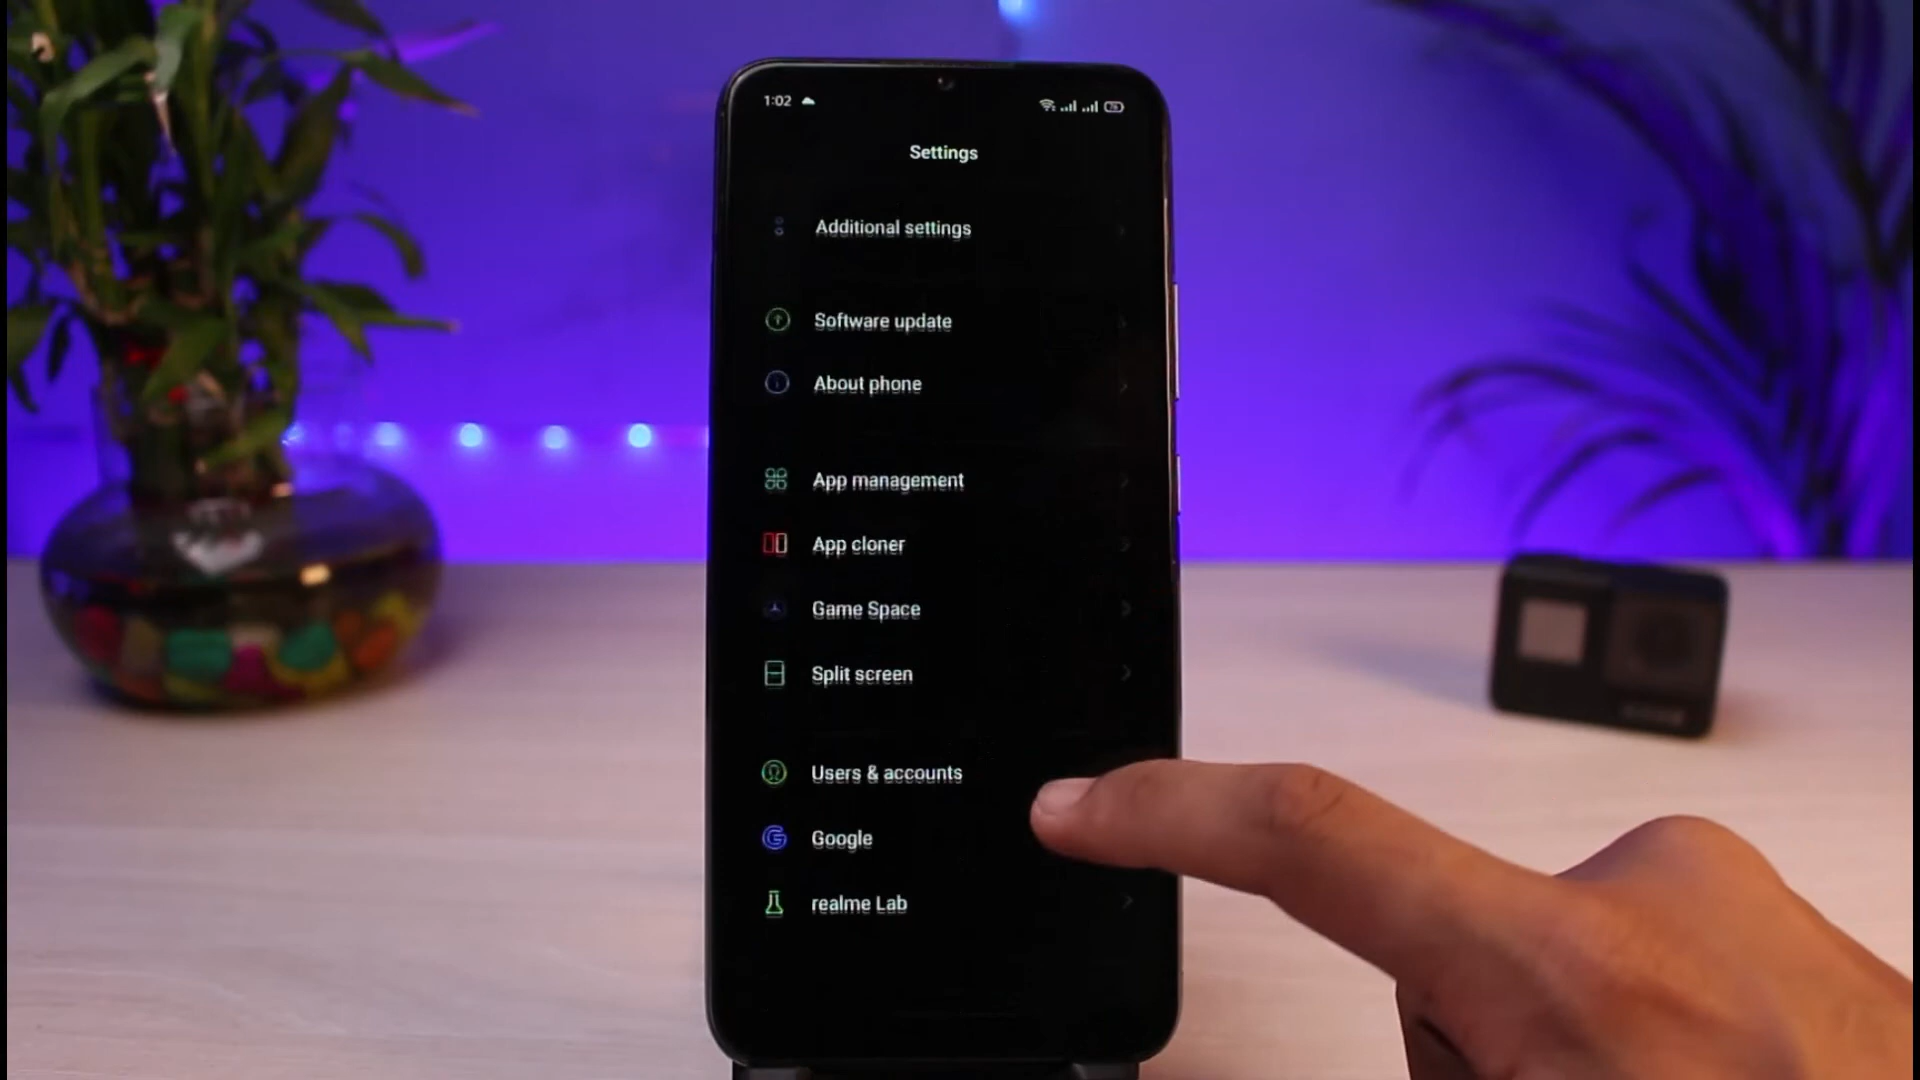 1:02
Settings
Additional settings
Software update
About phone
App management
App cloner
Game Space
Split screen
Users & accounts
Google
realme Lab